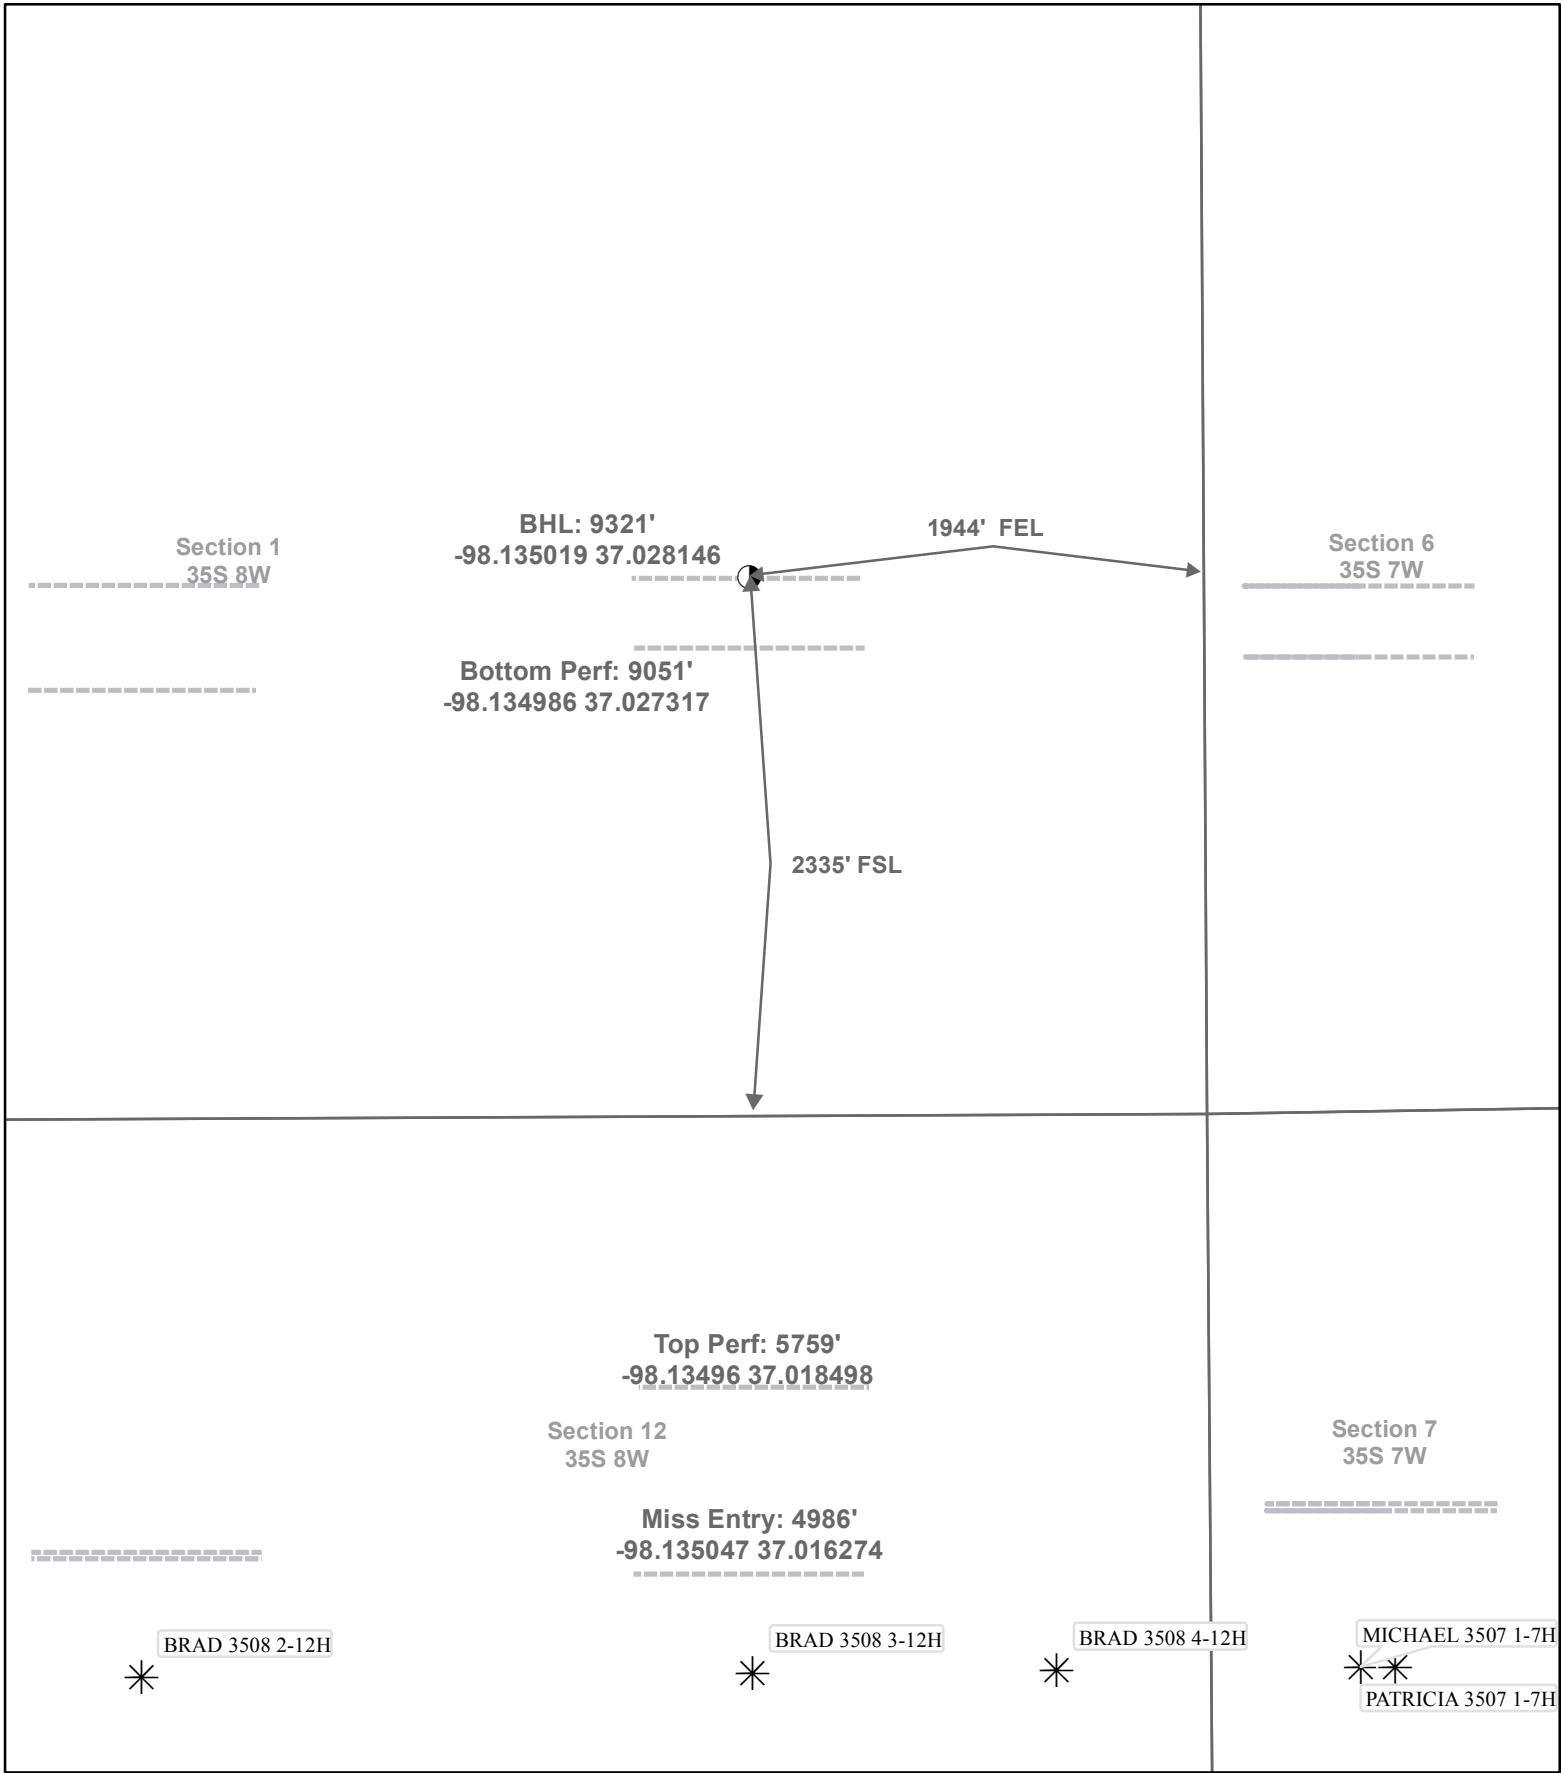 BHL: 9321'
-98.135019 37.028146
1944'  FEL
Section 1
35S 8W
Section 6
35S 7W
Bottom Perf: 9051'
-98.134986 37.027317
2335' FSL
Top Perf: 5759'
-98.13496 37.018498
Section 12
35S 8W
Section 7
35S 7W
Miss Entry: 4986'
-98.135047 37.016274
BRAD 3508 2-12H
BRAD 3508 3-12H
BRAD 3508 4-12H
MICHAEL 3507 1-7H
PATRICIA 3507 1-7H